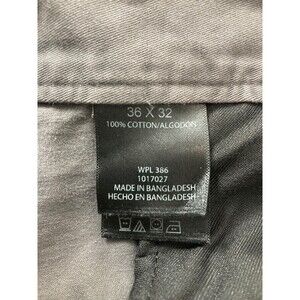 36 X 32
100% COTTON/ALGODON
WPL 386
1017027
MADE IN BANGLADESH
HECHO EN BANGLADESH